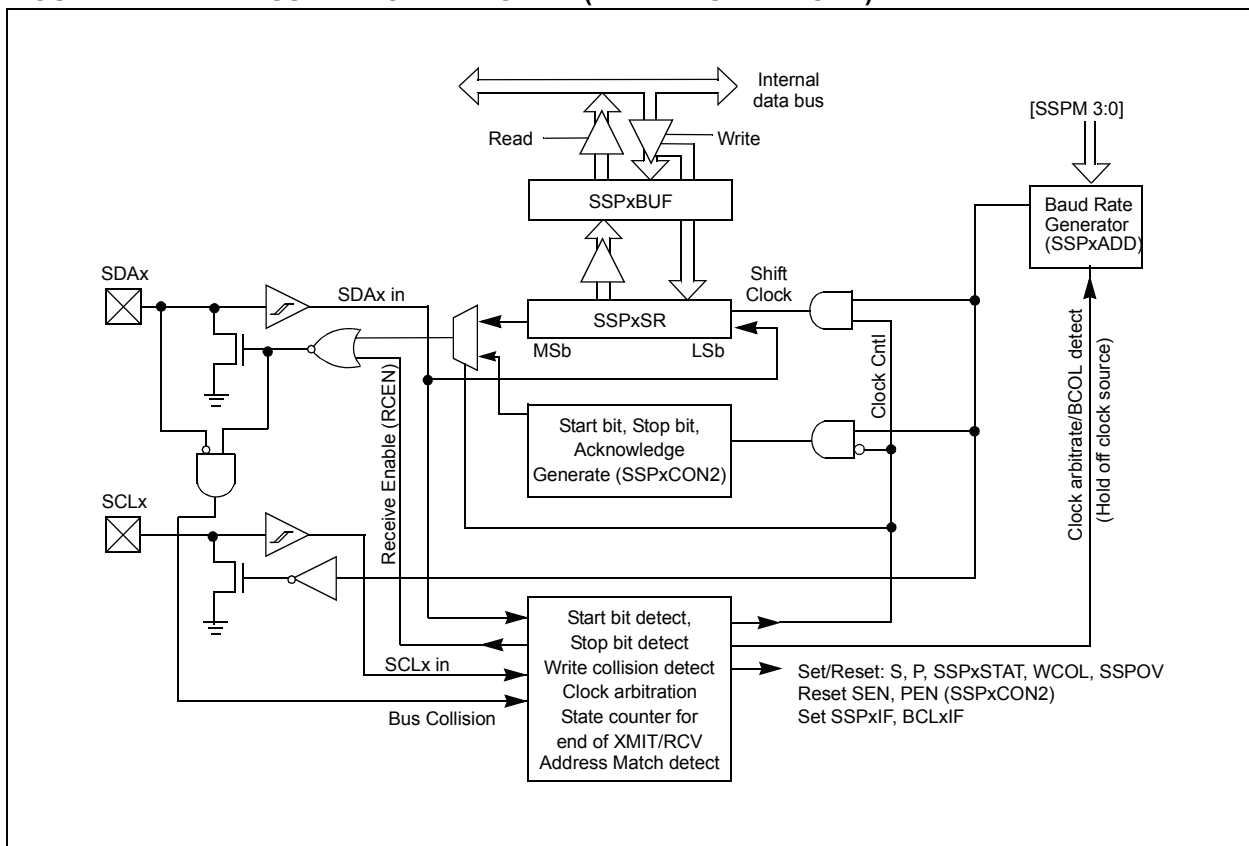 Internal
data bus
[SSPM 3:0]
Read
Write
SSPxBUF
Baud Rate
Generator
(SSPxADD)
SDAx
SDAx in
Shift
Clock
SSPxSR
MSb
LSb
Clock Cntl
Receive Enable (RCEN)
Start bit, Stop bit,
Acknowledge
Generate (SSPxCON2)
Clock arbitrate/BCOL detect
(Hold off clock source)
SCLx
SCLx in
Bus Collision
Start bit detect,
Stop bit detect
Write collision detect
Clock arbitration
State counter for
end of XMIT/RCV
Address Match detect
Set/Reset: S, P, SSPxSTAT, WCOL, SSPOV
Reset SEN, PEN (SSPxCON2)
Set SSPxIF, BCLxIF